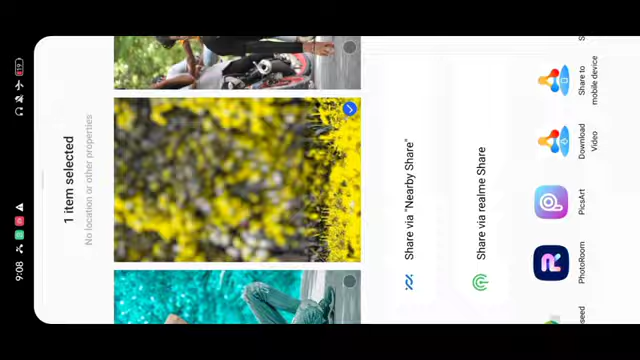 9:08
1 item selected
No location or other properties
Share via "Nearby Share"
Share via realme Share
Share to
mobile device
Download
Video
PicsArt
PhotoRoom